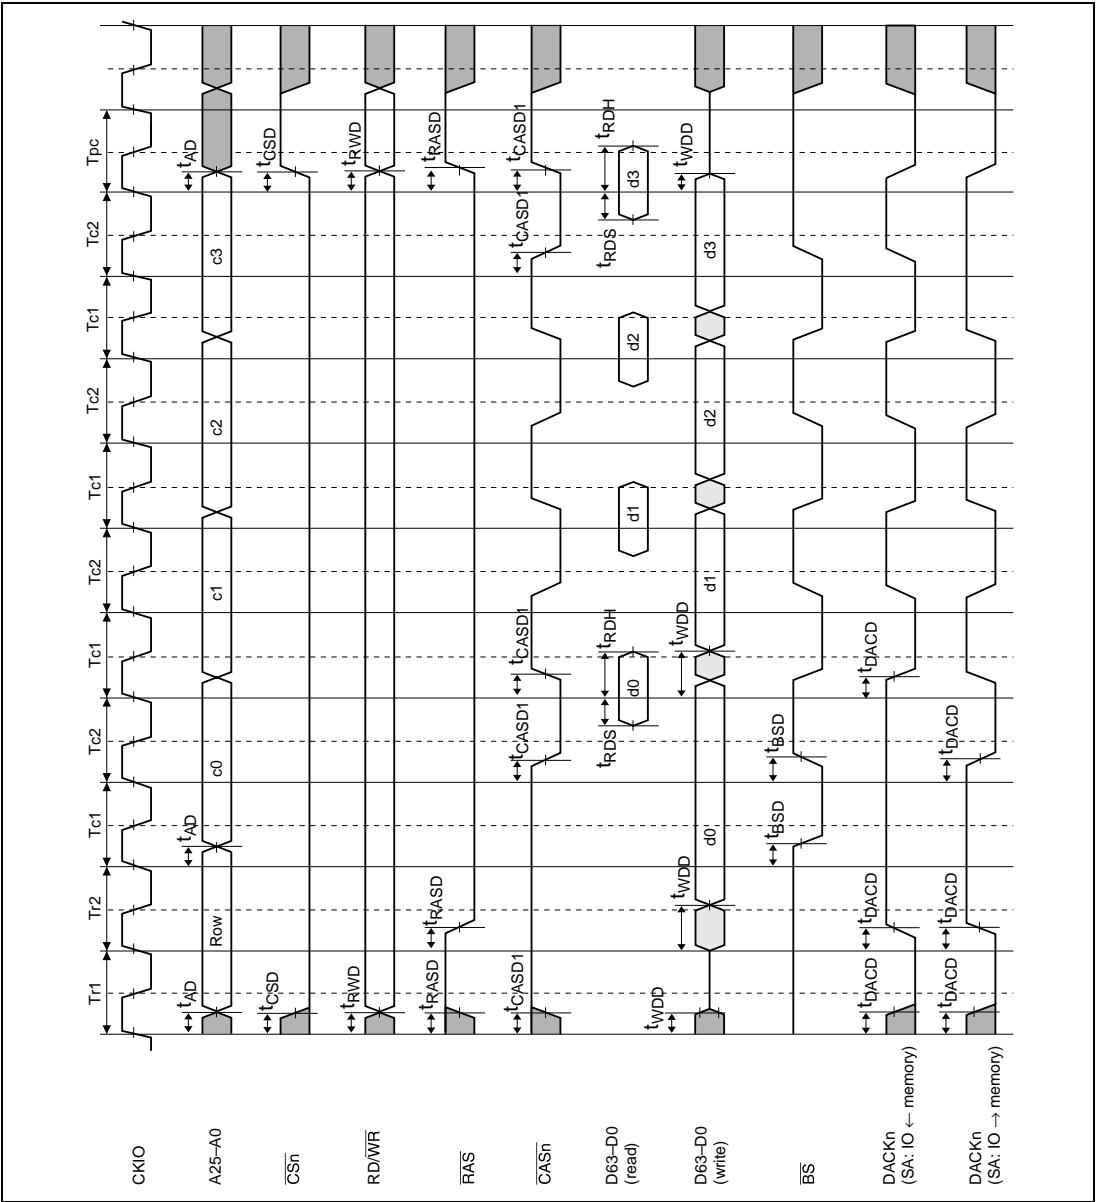 Tr1 Tr2 Tc1 Tc2 Tc1 Tc2 Tc1 Tc2 Tc1 Tc2 Tpc
CKIO
tAD tAD tAD
A25–A0 Row c0 c1 c2 c3
tCSD tCSD
CSn
tRWD tRWD
RD/WR
tRASD tRASD tRASD
RAS
tCASD1 tCASD1 tCASD1 tCASD1 tCASD1
CASn
tRDS tRDH tRDS tRDH
D63–D0 d0 d1 d2 d3
(read)
tWDD tWDD tWDD tWDD
D63–D0 d0 d1 d2 d3
(write)
tBSD tBSD
BS
tDACD tDACD tDACD
DACKn
(SA: IO ← memory)
tDACD tDACD tDACD
DACKn
(SA: IO → memory)